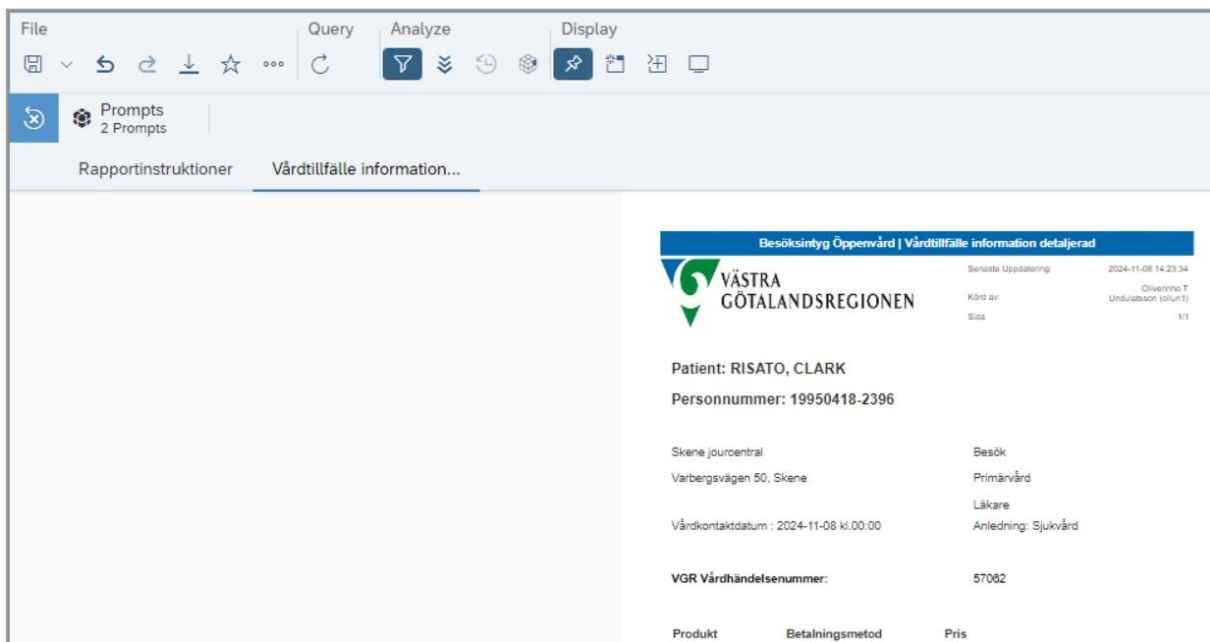 File Query Analyze Display
Prompts
2 Prompts
Rapportinstruktioner Vårdtillfälle information...
Besöksintyg Öppenvård | Vårdtillfälle information detaljerad
VÄSTRA
GÖTALANDSREGIONEN
Senaste Uppdatering: 2024-11-08 14:23:34
Körd av: Oliverinho T
Undulatsson (oliun1)
Sida 1/1
Patient: RISATO, CLARK
Personnummer: 19950418-2396
Skene jourcentral Besök
Varbergsvägen 50, Skene Primärvård
Läkare
Vårdkontaktdatum : 2024-11-08 kl.00:00 Anledning: Sjukvård
VGR Vårdhändelsenummer: 57062
Produkt Betalningsmetod Pris